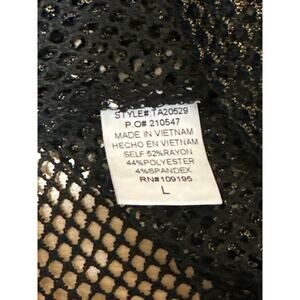 STYLE#:TA20529
P.O# 210547
MADE IN VIETNAM
HECHO EN VIETNAM
SELF 52%RAYON
44%POLYESTER
4%SPANDEX
RN#109195
L